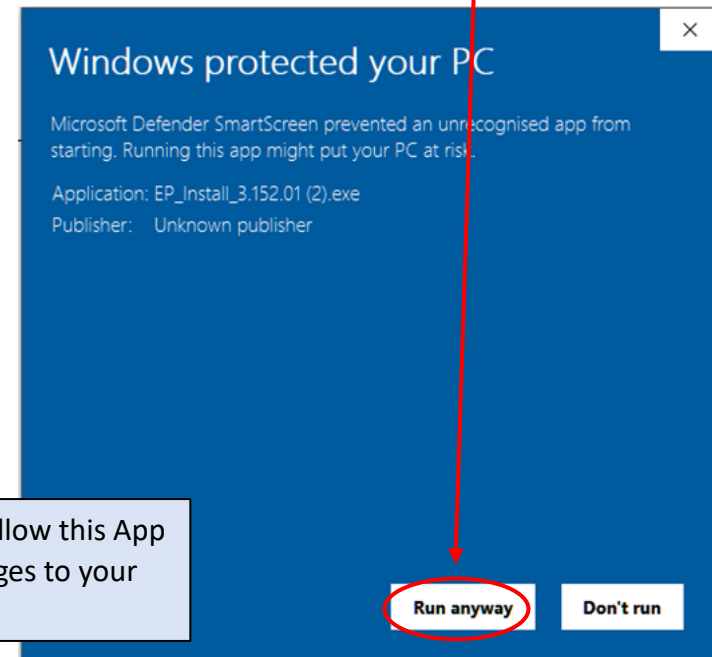 Windows protected your PC
Microsoft Defender SmartScreen prevented an unrecognised app from
starting. Running this app might put your PC at risk.
Application: EP_Install_3.152.01 (2).exe
Publisher: Unknown publisher
llow this App
ges to your
Run anyway
Don't run